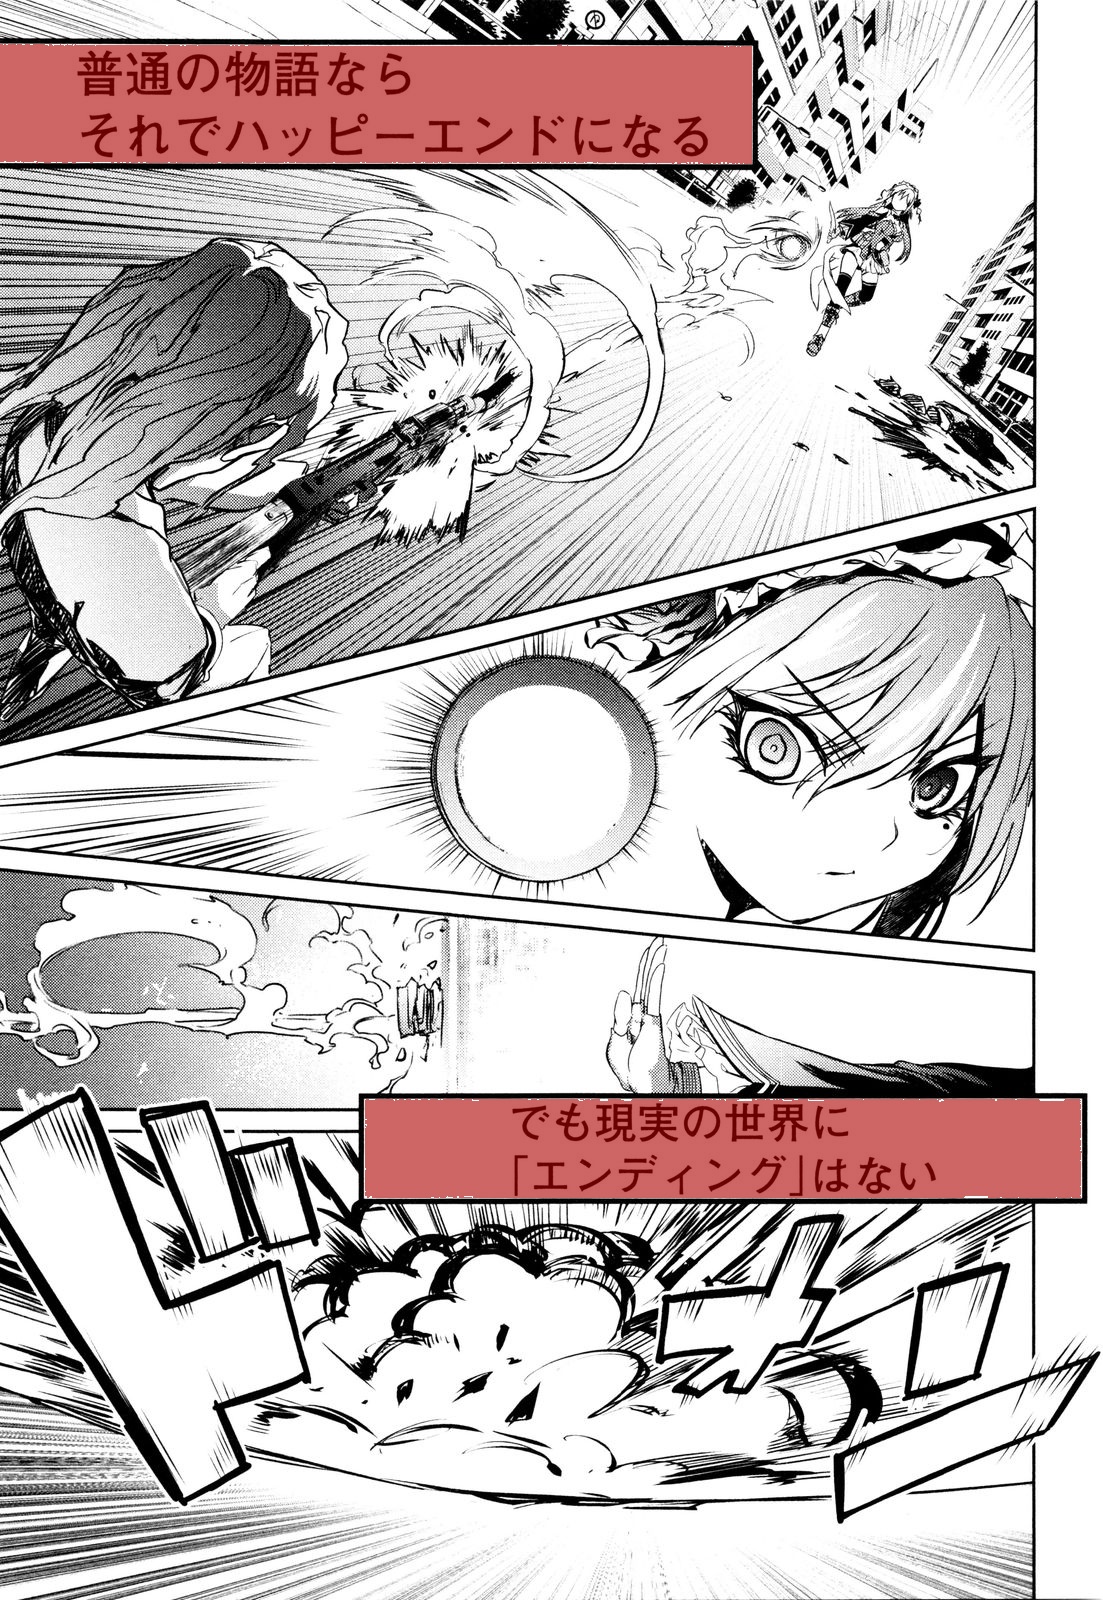 普通の物語なら
それでハッピーエンドになる
でも現実の世界に
「エンディング」はない
ドオン